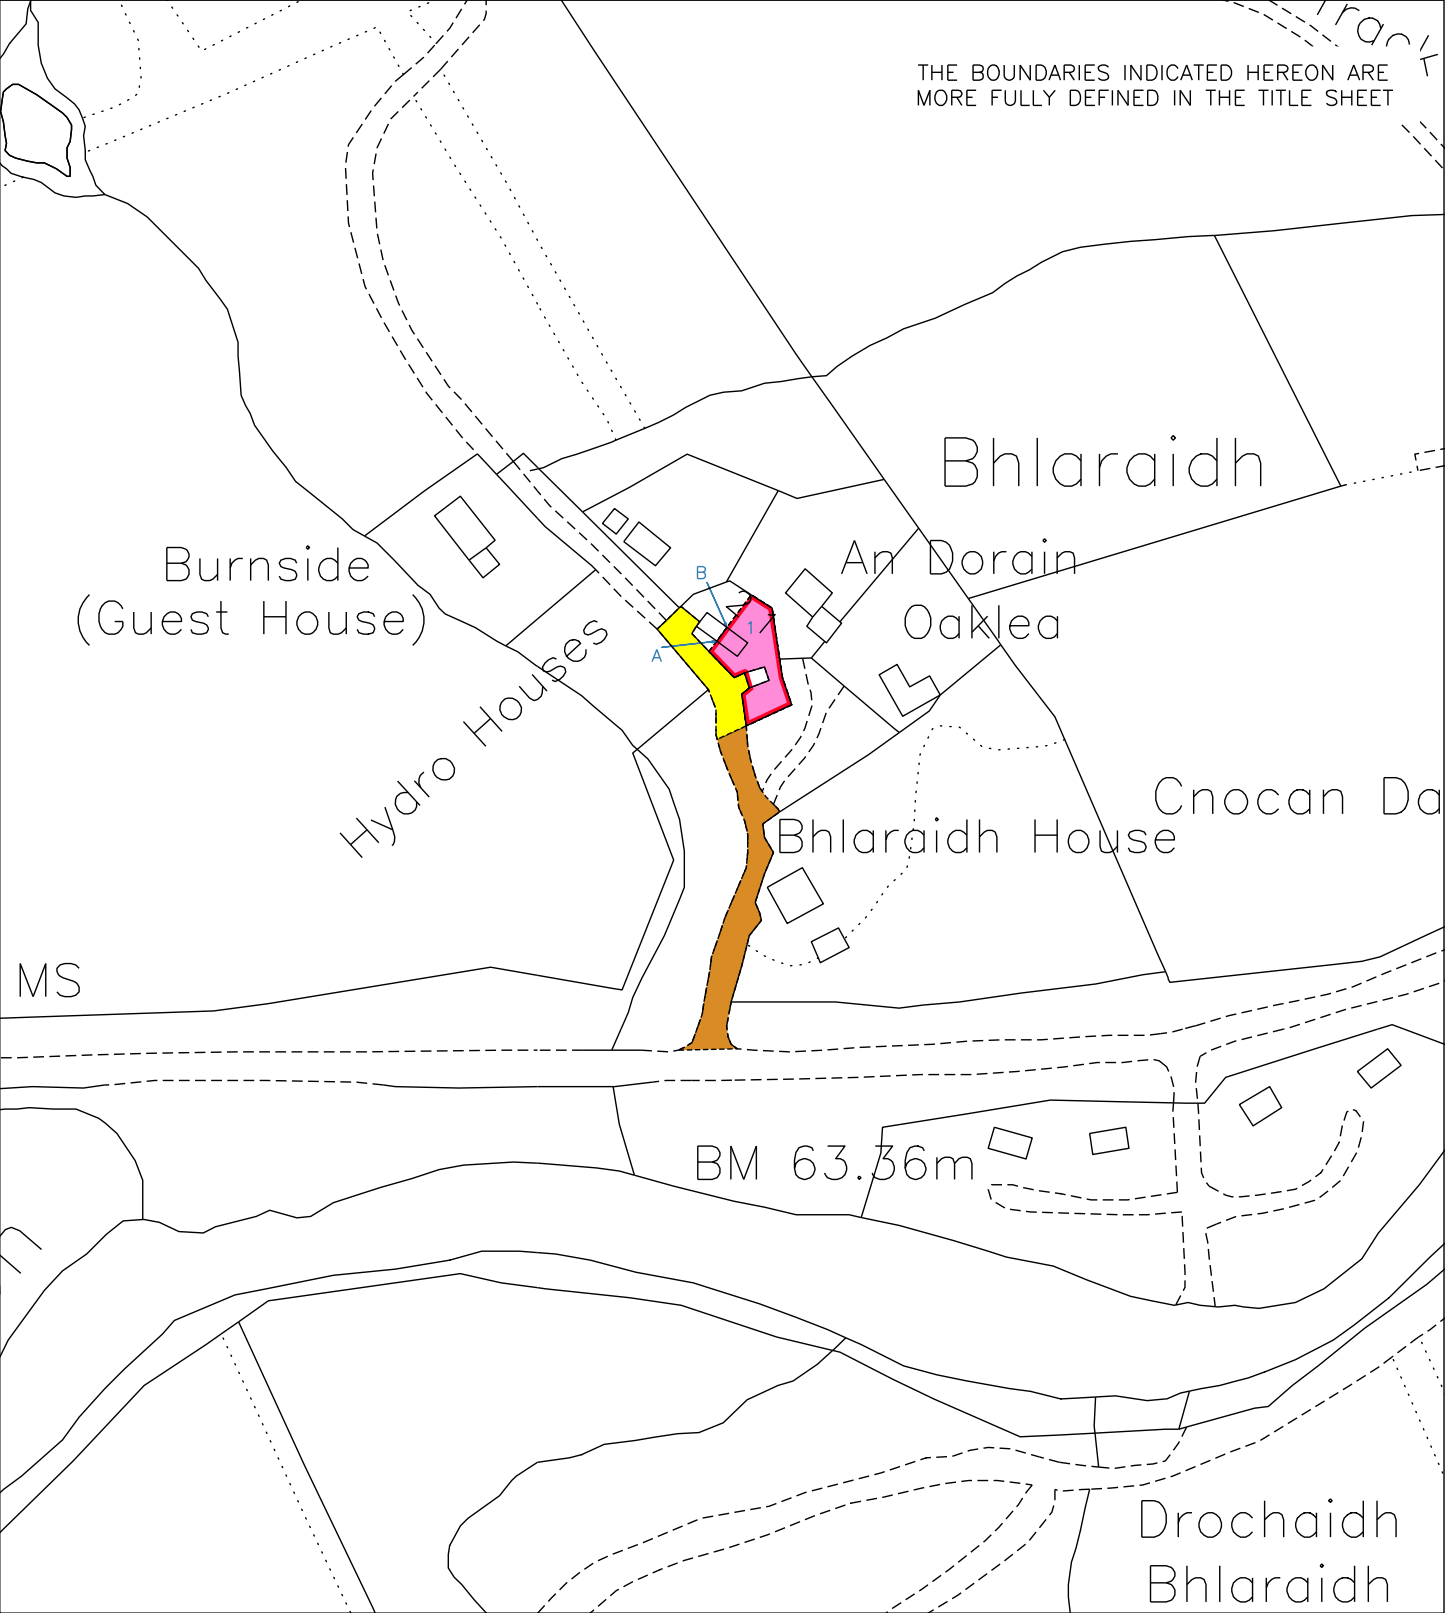 Track
THE BOUNDARIES INDICATED HEREON ARE
MORE FULLY DEFINED IN THE TITLE SHEET
Bhlaraidh
An Dorain
Burnside
(Guest House)
B
Oaklea
1
A
Hydro Houses
Cnocan Da
Bhlaraidh House
MS
BM 63.36m
Drochaidh
Bhlaraidh